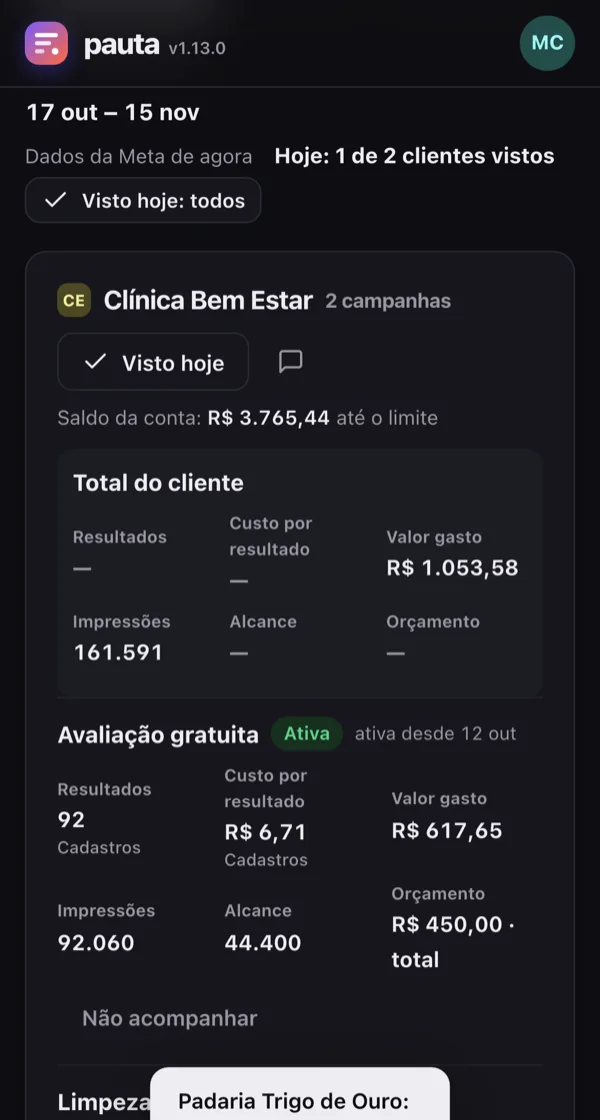 pauta v1.13.0
MC
17 out – 15 nov
Dados da Meta de agora Hoje: 1 de 2 clientes vistos
Visto hoje: todos
CE Clínica Bem Estar 2 campanhas
Visto hoje
Saldo da conta: R$ 3.765,44 até o limite
Total do cliente
Resultados
—
Custo por
resultado
—
Valor gasto
R$ 1.053,58
Impressões
161.591
Alcance
—
Orçamento
—
Avaliação gratuita Ativa ativa desde 12 out
Resultados
92
Cadastros
Custo por
resultado
R$ 6,71
Cadastros
Valor gasto
R$ 617,65
Impressões
92.060
Alcance
44.400
Orçamento
R$ 450,00 ·
total
Não acompanhar
Limpeza
Padaria Trigo de Ouro: